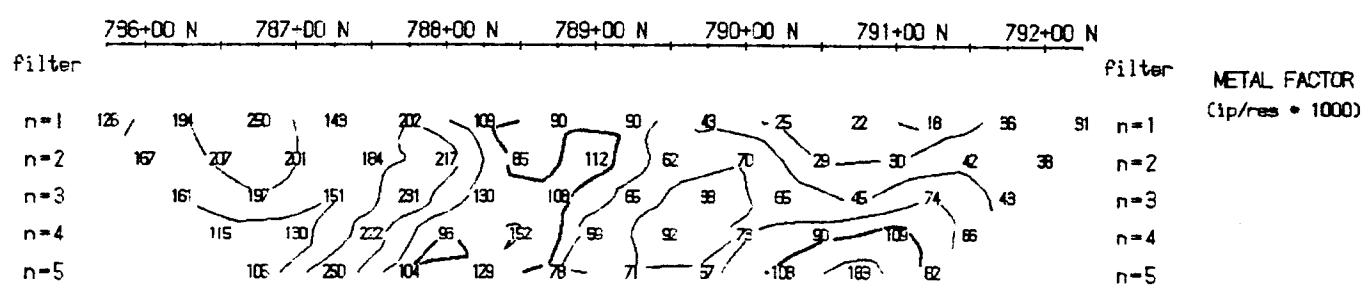 786+00 N 787+00 N 788+00 N 789+00 N 790+00 N 791+00 N 792+00 N
filter filter METAL FACTOR
(ip/res * 1000)
n=1 126 194 250 149 202 109 90 90 43 25 22 18 36 91 n=1
n=2 167 207 201 184 217 85 112 62 70 29 30 42 38 n=2
n=3 161 197 151 231 130 108 65 98 65 45 74 43 n=3
n=4 115 130 222 96 152 59 92 73 90 109 66 n=4
n=5 106 250 104 129 78 71 57 108 82 n=5